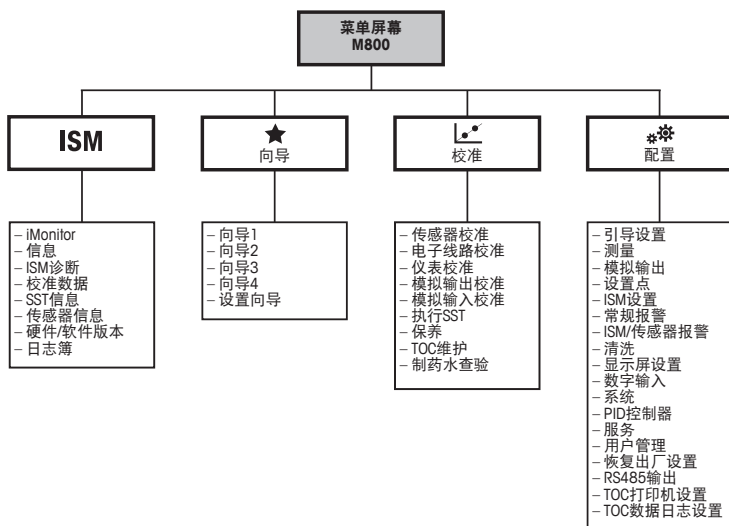 菜单屏幕
M800
ISM
向导
校准
配置
– iMonitor
– 信息
– ISM诊断
– 校准数据
– SST信息
– 传感器信息
– 硬件/软件版本
– 日志簿
– 向导1
– 向导2
– 向导3
– 向导4
– 设置向导
– 传感器校准
– 电子线路校准
– 仪表校准
– 模拟输出校准
– 模拟输入校准
– 执行SST
– 保养
– TOC维护
– 制药水查验
– 引导设置
– 测量
– 模拟输出
– 设置点
– ISM设置
– 常规报警
– ISM/传感器报警
– 清洗
– 显示屏设置
– 数字输入
– 系统
– PID控制器
– 服务
– 用户管理
– 恢复出厂设置
– RS485输出
– TOC打印机设置
– TOC数据日志设置